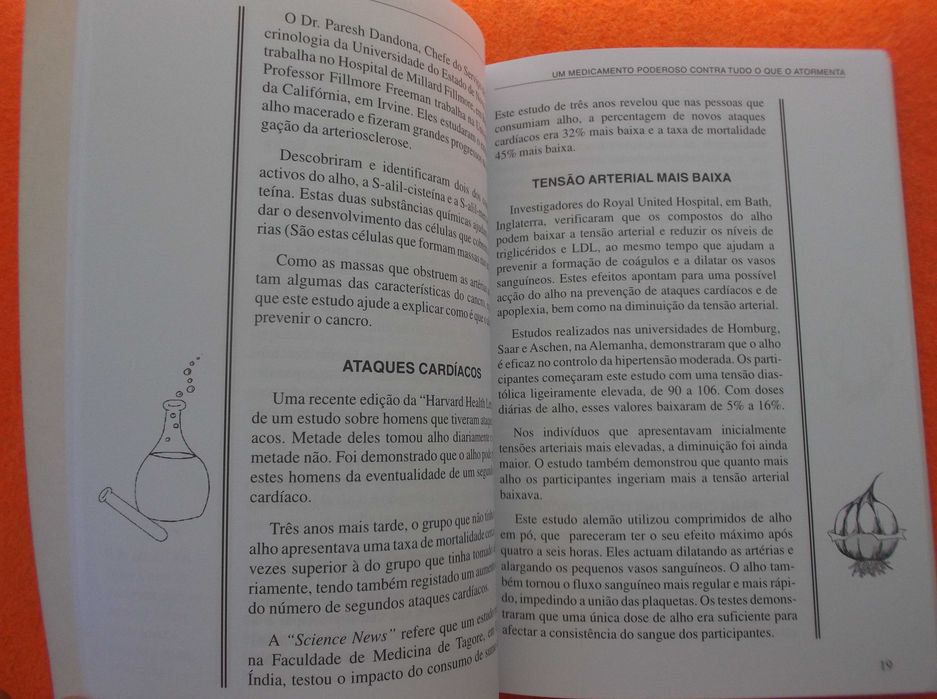 O Dr. Paresh Dandona, Chefe do Serviço
crinologia da Universidade do Estado de
trabalha no Hospital de Millard Fillmore, em
Professor Fillmore Freeman trabalha na
da Califórnia, em Irvine. Eles estudaram o
alho macerado e fizeram grandes progressos
gação da arteriosclerose.
Descobriram e identificaram dois dos
activos do alho, a S-alil-cisteína e a S-alil-
teína. Estas duas substâncias químicas
dar o desenvolvimento das células que
rias (São estas células que formam massas
Como as massas que obstruem as
tam algumas das características do cancro,
que este estudo ajude a explicar como é que o
prevenir o cancro.
ATAQUES CARDÍACOS
Uma recente edição da “Harvard Health
de um estudo sobre homens que tiveram
acos. Metade deles tomou alho diariamente
metade não. Foi demonstrado que o alho
estes homens da eventualidade de um
cardíaco.
Três anos mais tarde, o grupo que não
alho apresentava uma taxa de mortalidade
vezes superior à do grupo que tinha
riamente, tendo também registado um
do número de segundos ataques cardíacos.
A “Science News” refere que um
na Faculdade de Medicina de Tagore,
Índia, testou o impacto do consumo de
UM MEDICAMENTO PODEROSO CONTRA TUDO O QUE O ATORMENTA
Este estudo de três anos revelou que nas pessoas que
consumiam alho, a percentagem de novos ataques
cardíacos era 32% mais baixa e a taxa de mortalidade
45% mais baixa.
TENSÃO ARTERIAL MAIS BAIXA
Investigadores do Royal United Hospital, em Bath,
Inglaterra, verificaram que os compostos do alho
podem baixar a tensão arterial e reduzir os níveis de
triglicéridos e LDL, ao mesmo tempo que ajudam a
prevenir a formação de coágulos e a dilatar os vasos
sanguíneos. Estes efeitos apontam para uma possível
acção do alho na prevenção de ataques cardíacos e de
apoplexia, bem como na diminuição da tensão arterial.
Estudos realizados nas universidades de Homburg,
Saar e Aschen, na Alemanha, demonstraram que o alho
é eficaz no controlo da hipertensão moderada. Os parti-
cipantes começaram este estudo com uma tensão dias-
tólica ligeiramente elevada, de 90 a 106. Com doses
diárias de alho, esses valores baixaram de 5% a 16%.
Nos indivíduos que apresentavam inicialmente
tensões arteriais mais elevadas, a diminuição foi ainda
maior. O estudo também demonstrou que quanto mais
alho os participantes ingeriam mais a tensão arterial
baixava.
Este estudo alemão utilizou comprimidos de alho
em pó, que pareceram ter o seu efeito máximo após
quatro a seis horas. Eles actuam dilatando as artérias e
alargando os pequenos vasos sanguíneos. O alho tam-
bém tornou o fluxo sanguíneo mais regular e mais rápi-
do, impedindo a união das plaquetas. Os testes demons-
traram que uma única dose de alho era suficiente para
afectar a consistência do sangue dos participantes.
19